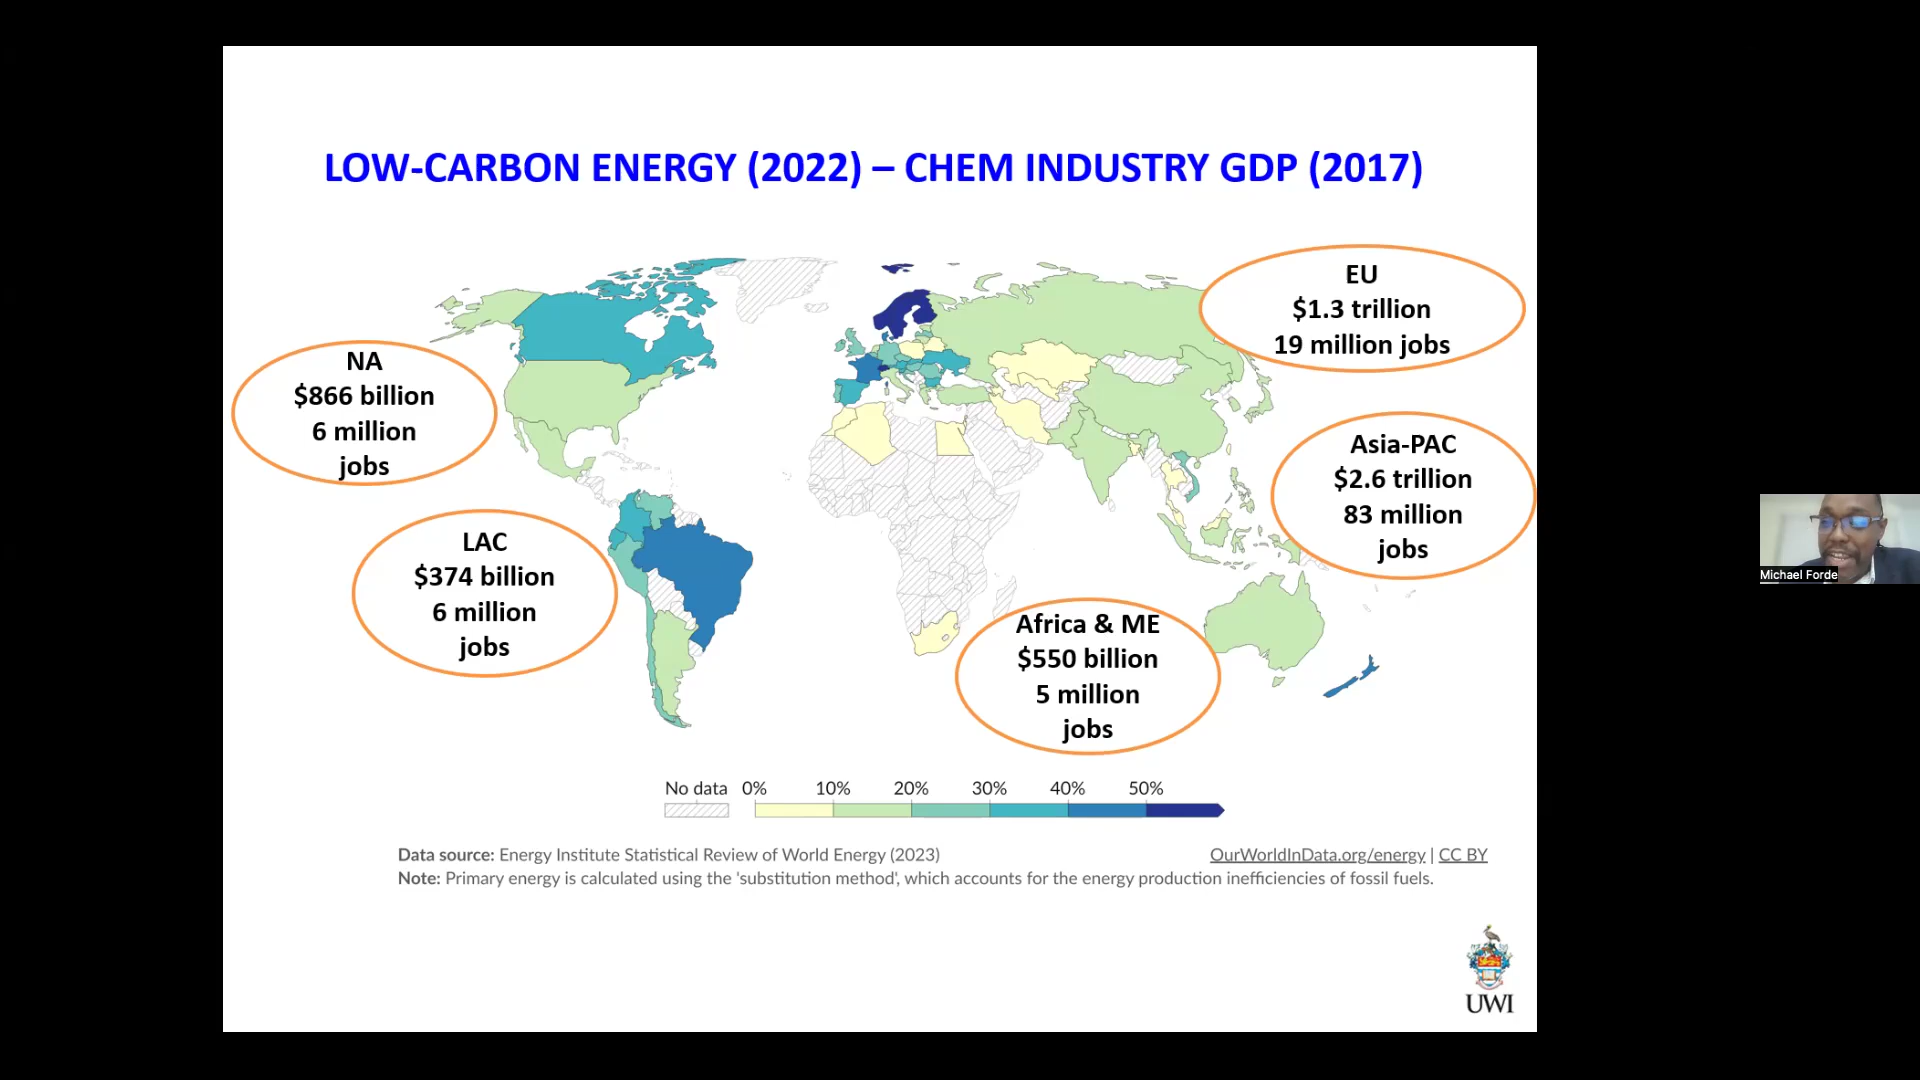 LOW-CARBON ENERGY (2022) – CHEM INDUSTRY GDP (2017)
EU
$1.3 trillion
19 million jobs
NA
$866 billion
6 million
jobs
Asia-PAC
$2.6 trillion
83 million
jobs
LAC
$374 billion
6 million
jobs
Africa & ME
$550 billion
5 million
jobs
Michael Forde
No data 0% 10% 20% 30% 40% 50%
Data source: Energy Institute Statistical Review of World Energy (2023) OurWorldInData.org/energy | CC BY
Note: Primary energy is calculated using the 'substitution method', which accounts for the energy production inefficiencies of fossil fuels.
UWI